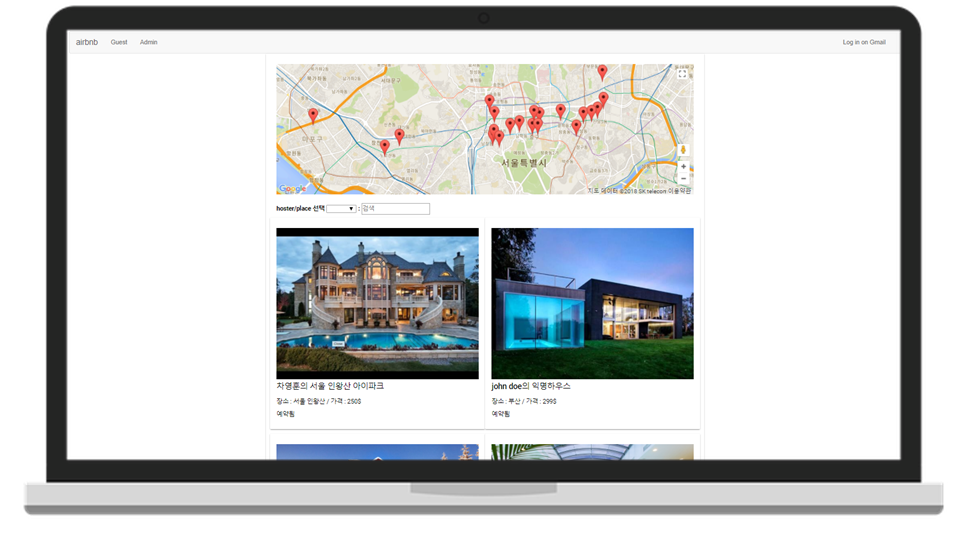 airbnb Guest Admin Log in on Gmail
서울특별시
Google
지도 데이터 ©2018 SK telecom 이용약관
hoster/place 선택 : 검색
차영훈의 서울 인왕산 아이파크
장소 : 서울 인왕산 / 가격 : 250$
예약됨
john doe의 익명하우스
장소 : 부산 / 가격 : 299$
예약됨